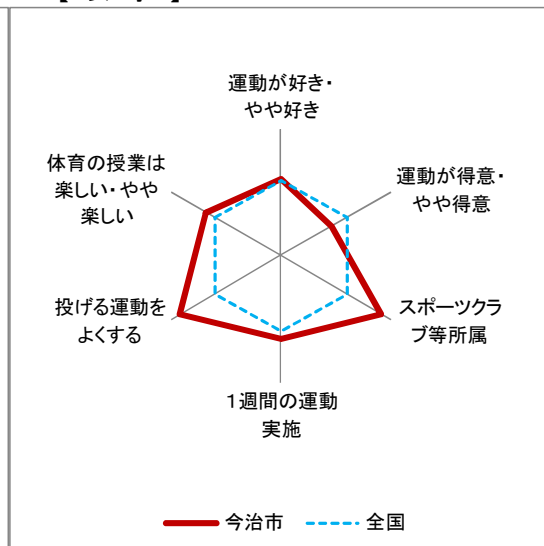 運動が好き・
やや好き
運動が得意・
やや得意
スポーツクラ
ブ等所属
1週間の運動
実施
投げる運動を
よくする
体育の授業は
楽しい・やや
楽しい
今治市
全国